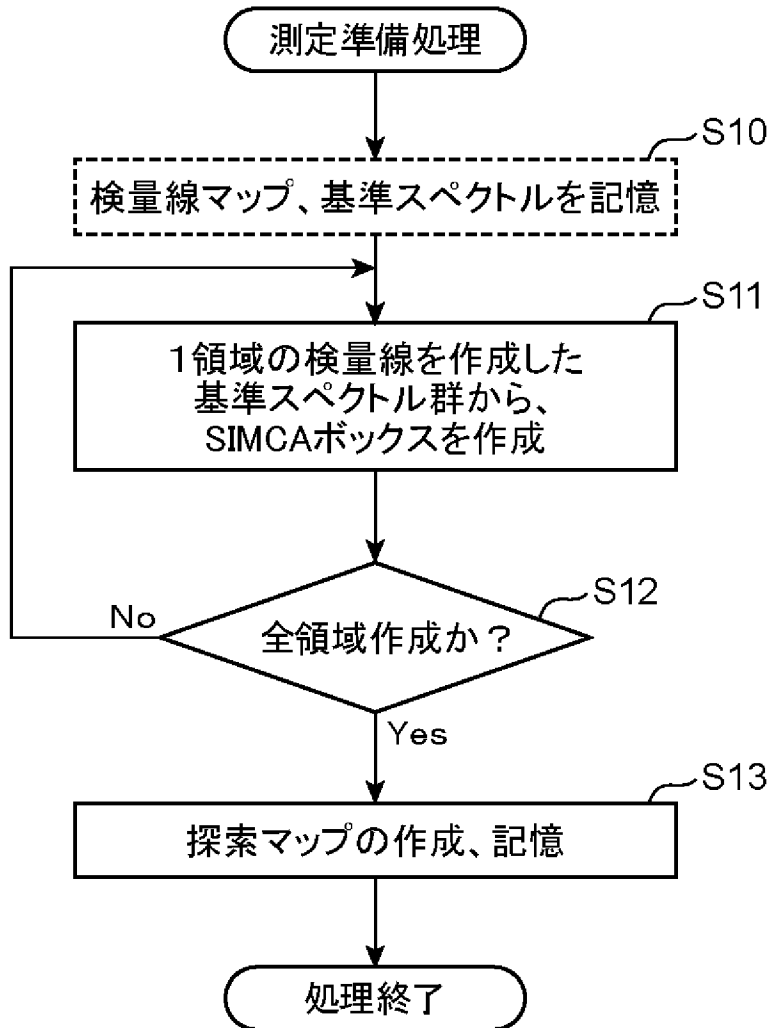 測定準備処理
S10
検量線マップ、基準スペクトルを記憶
S11
1領域の検量線を作成した
基準スペクトル群から、
SIMCAボックスを作成
S12
全領域作成か？
No
Yes
S13
探索マップの作成、記憶
処理終了